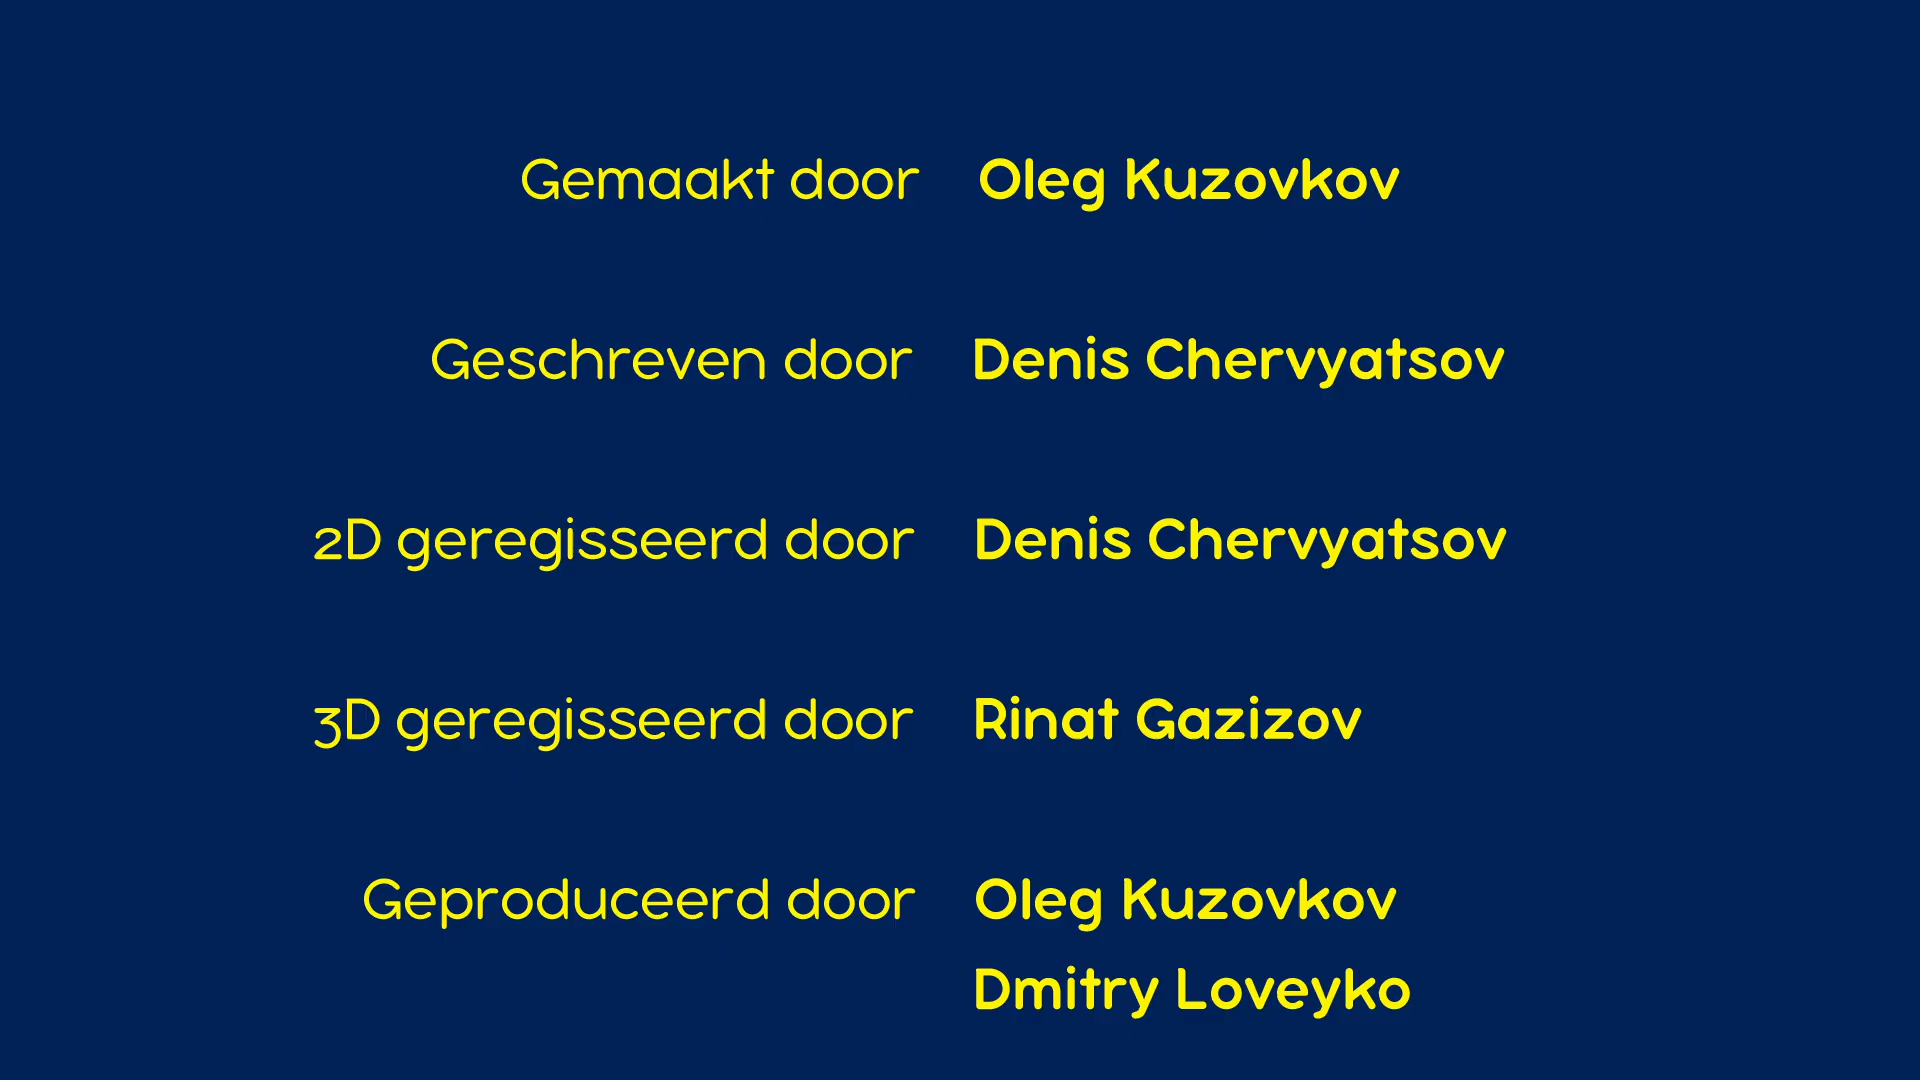 Gemaakt door Oleg Kuzovkov
Geschreven door Denis Chervyatsov
2D geregisseerd door Denis Chervyatsov
3D geregisseerd door Rinat Gazizov
Geproduceerd door Oleg Kuzovkov
Dmitry Loveyko